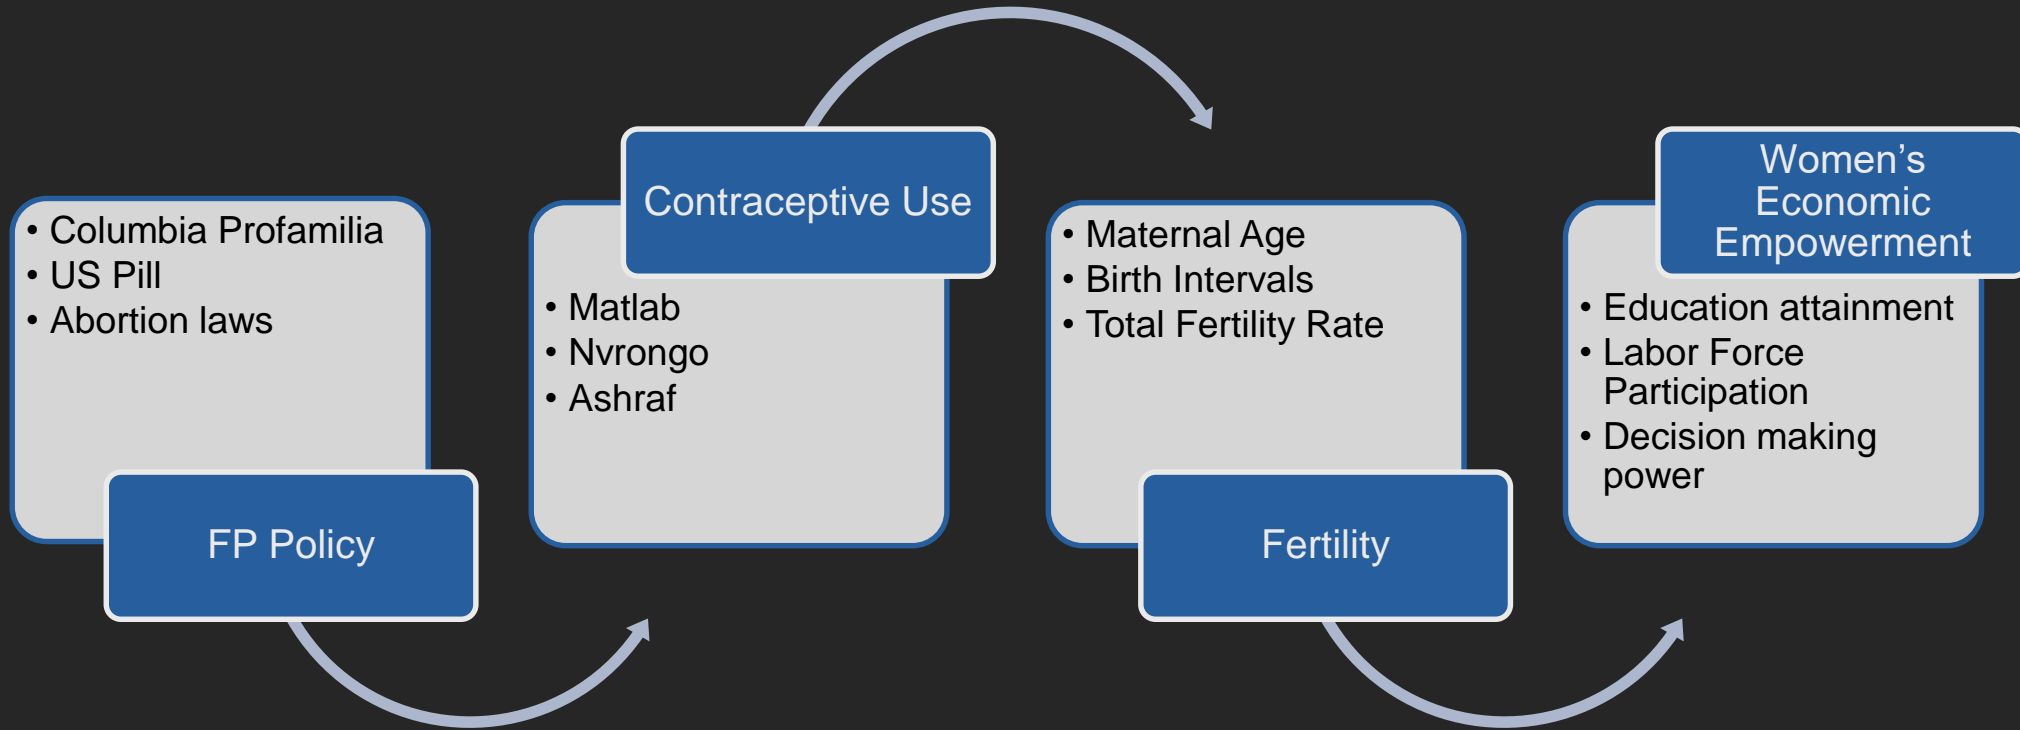 • Columbia Profamilia
• US Pill
• Abortion laws
FP Policy
Contraceptive Use
• Matlab
• Nvrongo
• Ashraf
• Maternal Age
• Birth Intervals
• Total Fertility Rate
Fertility
Women’s
Economic
Empowerment
• Education attainment
• Labor Force
Participation
• Decision making
power